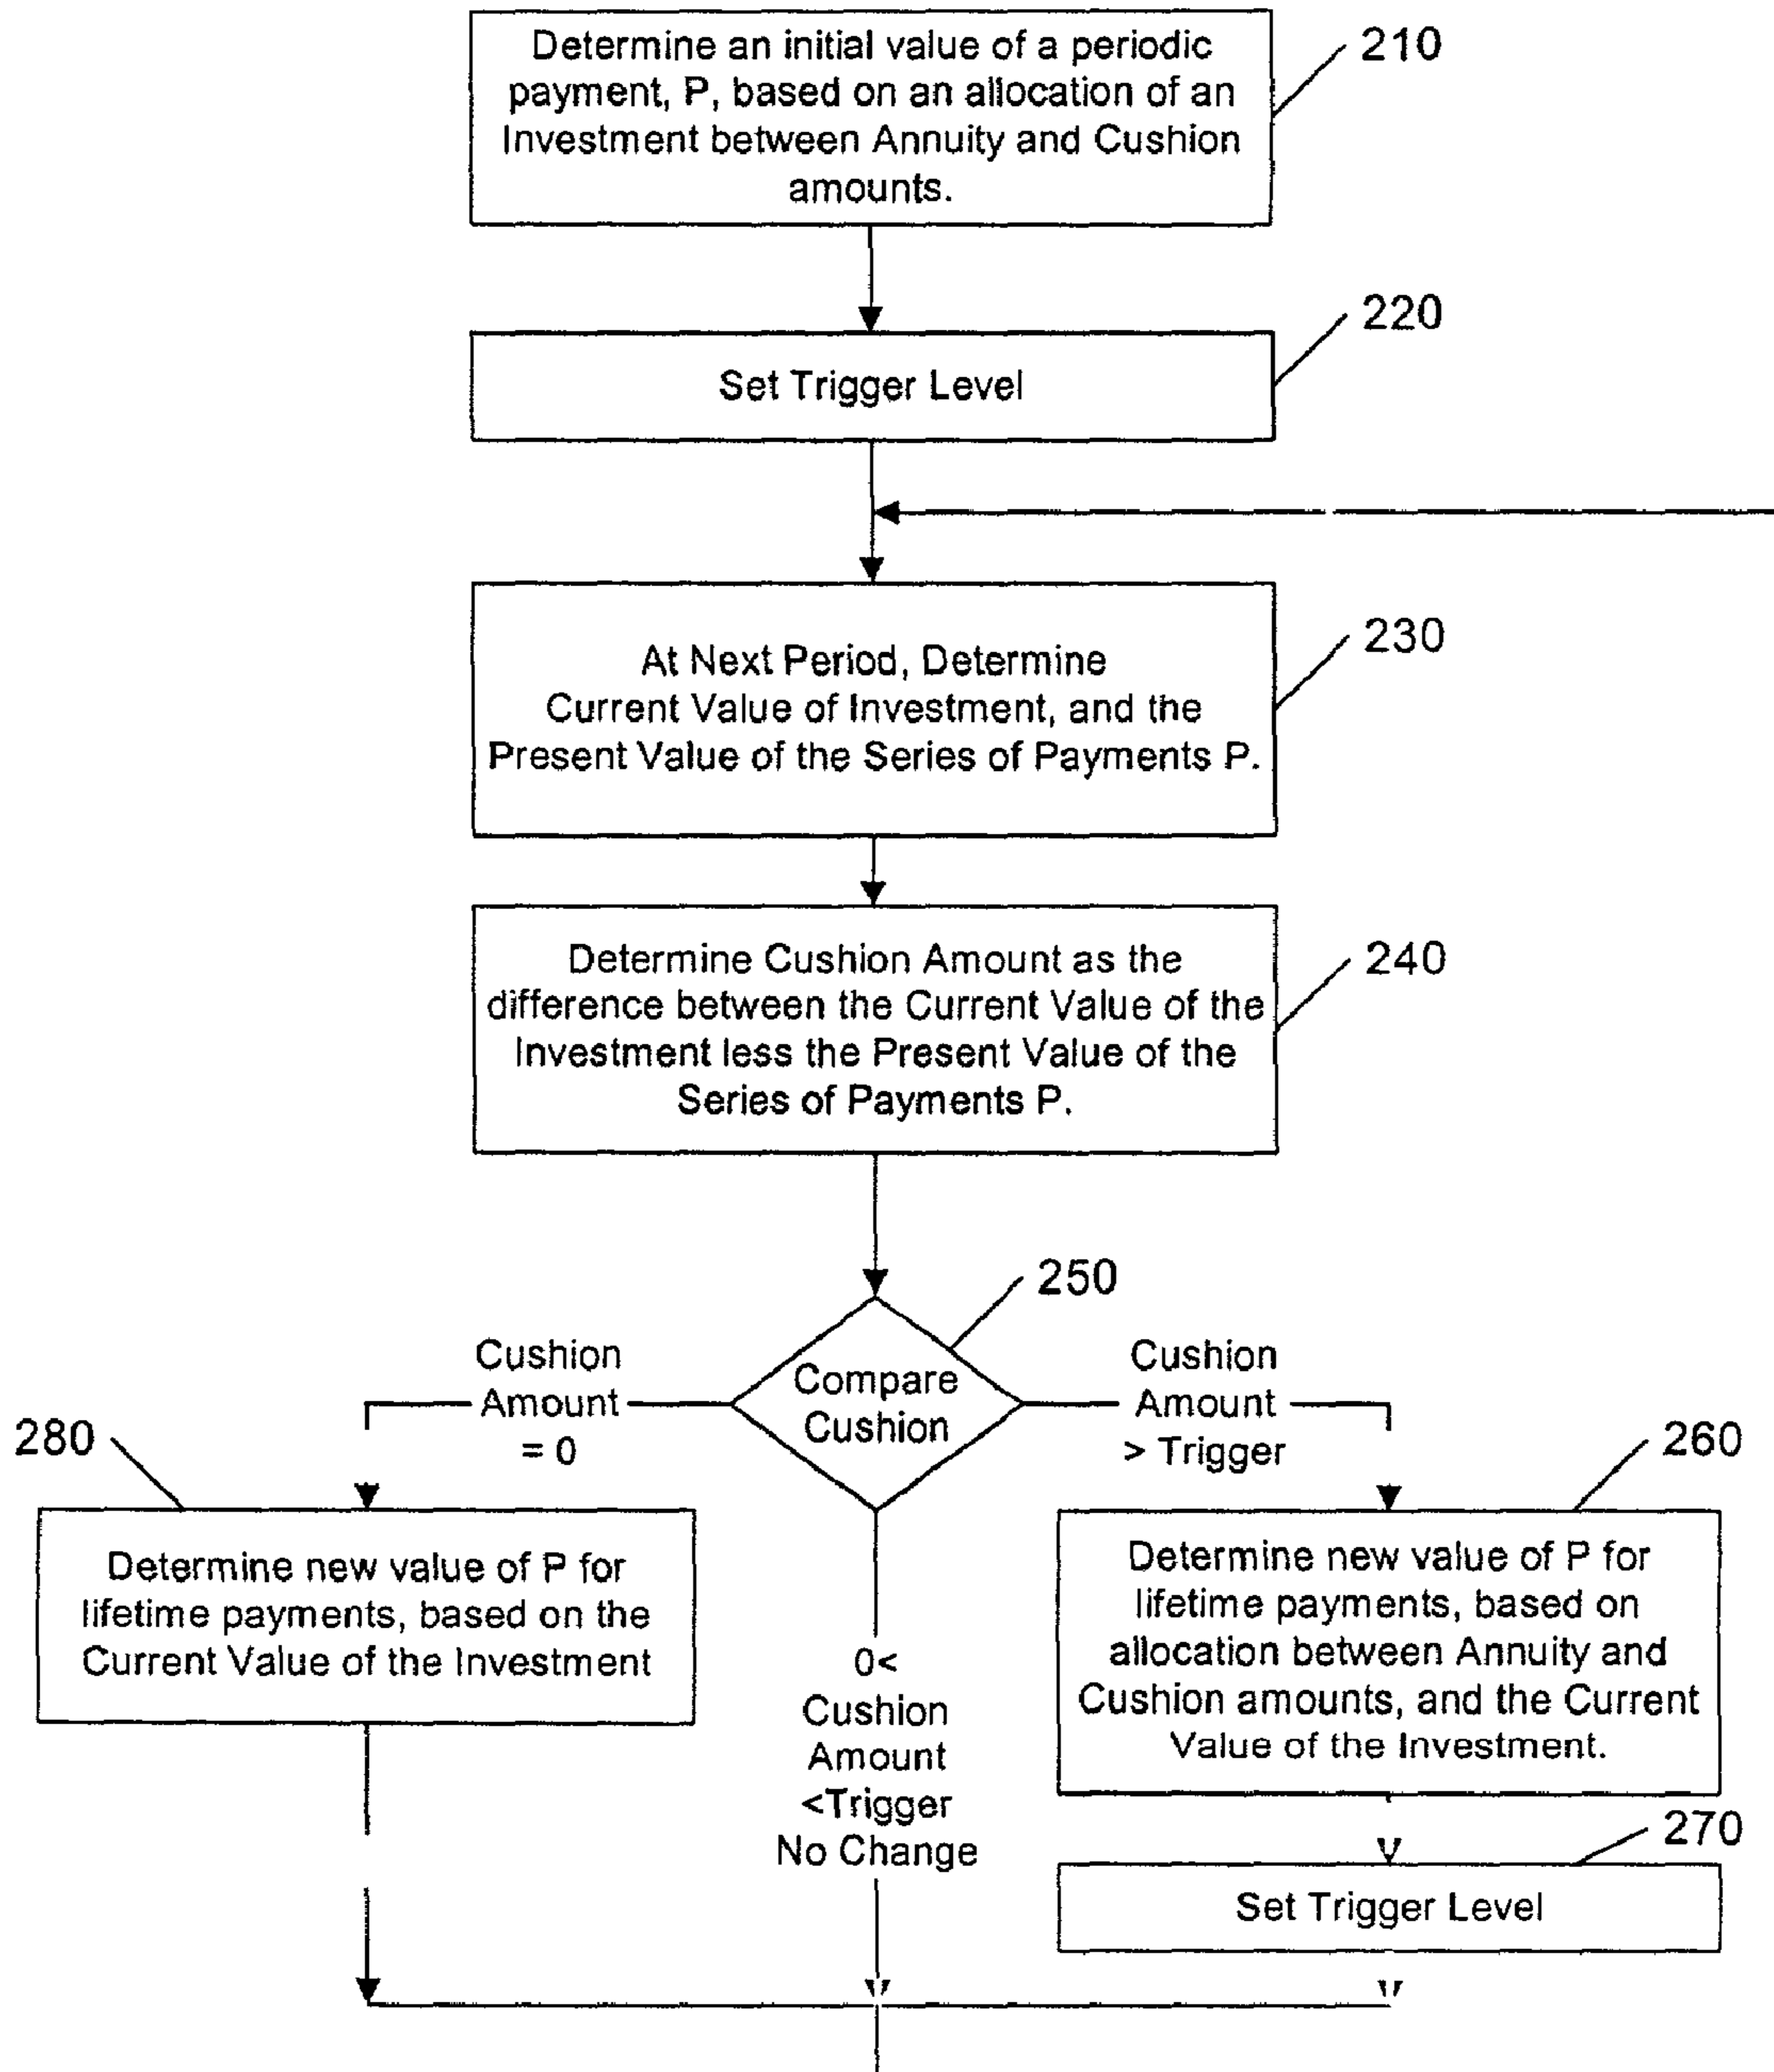 Determine an initial value of a periodic
payment, P, based on an allocation of an
Investment between Annuity and Cushion
amounts.
210
Set Trigger Level
220
At Next Period, Determine
Current Value of Investment, and the
Present Value of the Series of Payments P.
230
Determine Cushion Amount as the
difference between the Current Value of the
Investment less the Present Value of the
Series of Payments P.
240
250
Compare
Cushion
Cushion
Amount
= 0
Cushion
Amount
> Trigger
280
Determine new value of P for
lifetime payments, based on the
Current Value of the Investment
0<
Cushion
Amount
<Trigger
No Change
260
Determine new value of P for
lifetime payments, based on
allocation between Annuity and
Cushion amounts, and the Current
Value of the Investment.
270
Set Trigger Level